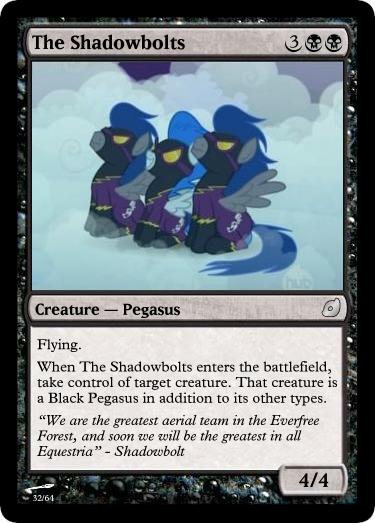 The Shadowbolts 3
hub
Creature — Pegasus
Flying.
When The Shadowbolts enters the battlefield,
take control of target creature. That creature is
a Black Pegasus in addition to its other types.
“We are the greatest aerial team in the Everfree
Forest, and soon we will be the greatest in all
Equestria” - Shadowbolt
4/4
32/64